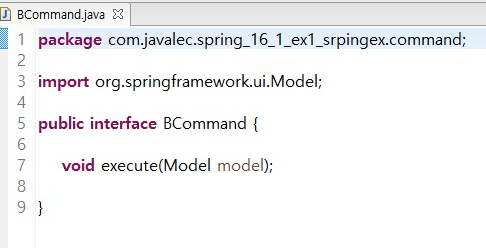 BCommand.java
1 package com.javalec.spring_16_1_ex1_srpingex.command;
2
3 import org.springframework.ui.Model;
4
5 public interface BCommand {
6
7 void execute(Model model);
8
9 }